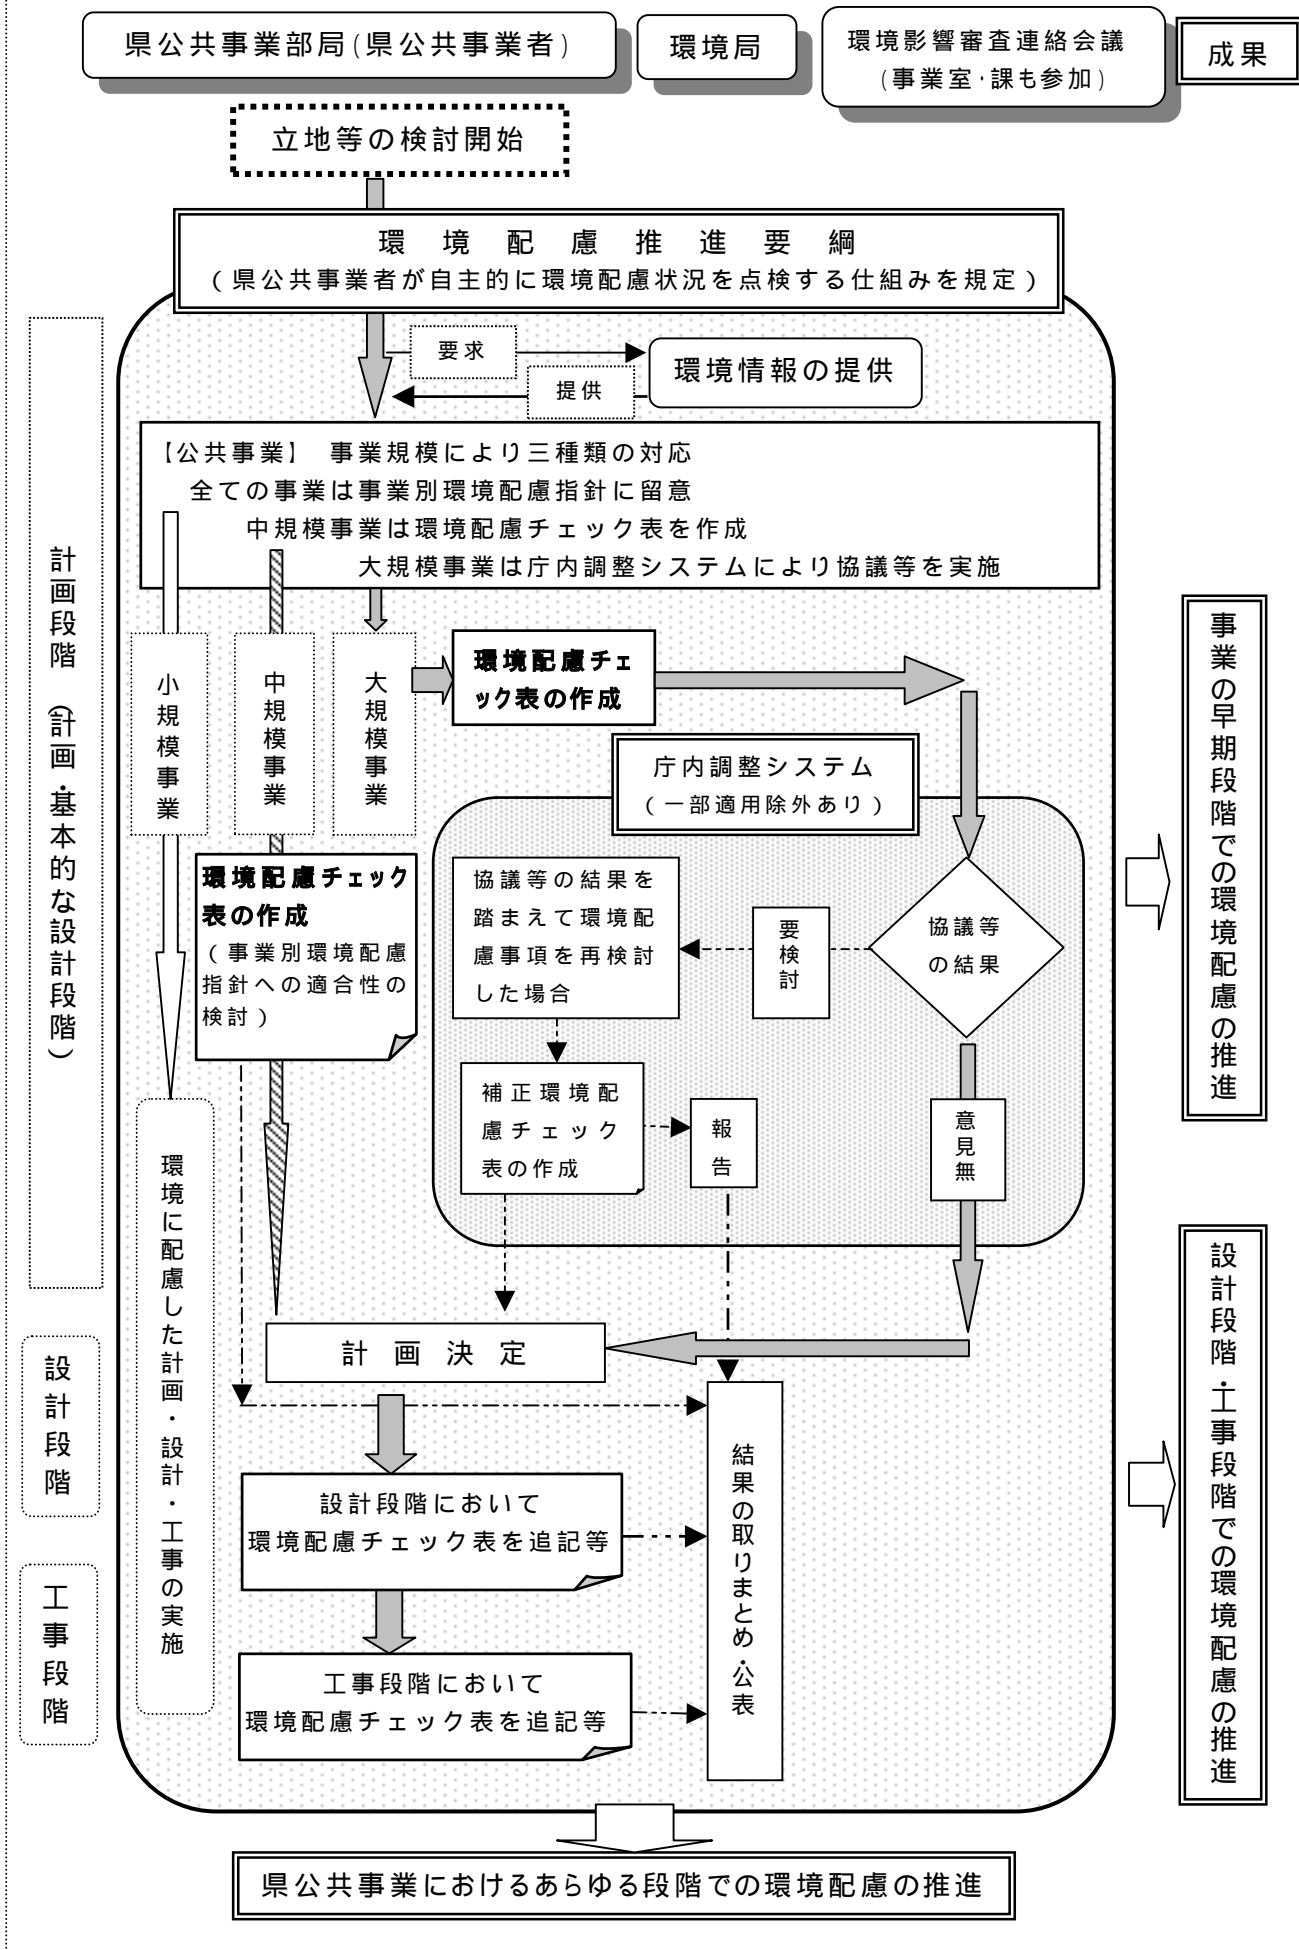 県公共事業部局(県公共事業者)
環境局
環境影響審査連絡会議
(事業室・課も参加)
成果
立地等の検討開始
環境配慮推進要綱
(県公共事業者が自主的に環境配慮状況を点検する仕組みを規定)
要求
環境情報の提供
提供
【公共事業】 事業規模により三種類の対応
全ての事業は事業別環境配慮指針に留意
中規模事業は環境配慮チェック表を作成
大規模事業は庁内調整システムにより協議等を実施
計画段階(計画・基本的な設計段階)
小規模事業
中規模事業
大規模事業
環境配慮チェ
ック表の作成
庁内調整システム
(一部適用除外あり)
環境配慮チェック
表の作成
(事業別環境配慮
指針への適合性の
検討)
協議等の結果を
踏まえて環境配
慮事項を再検討
した場合
要検討
協議等
の結果
補正環境配
慮チェック
表の作成
報告
意見無
事業の早期段階での環境配慮の推進
環境に配慮した計画・設計・工事の実施
計画決定
設計段階
設計段階において
環境配慮チェック表を追記等
結果の取りまとめ・公表
工事段階
工事段階において
環境配慮チェック表を追記等
設計段階・工事段階での環境配慮の推進
県公共事業におけるあらゆる段階での環境配慮の推進